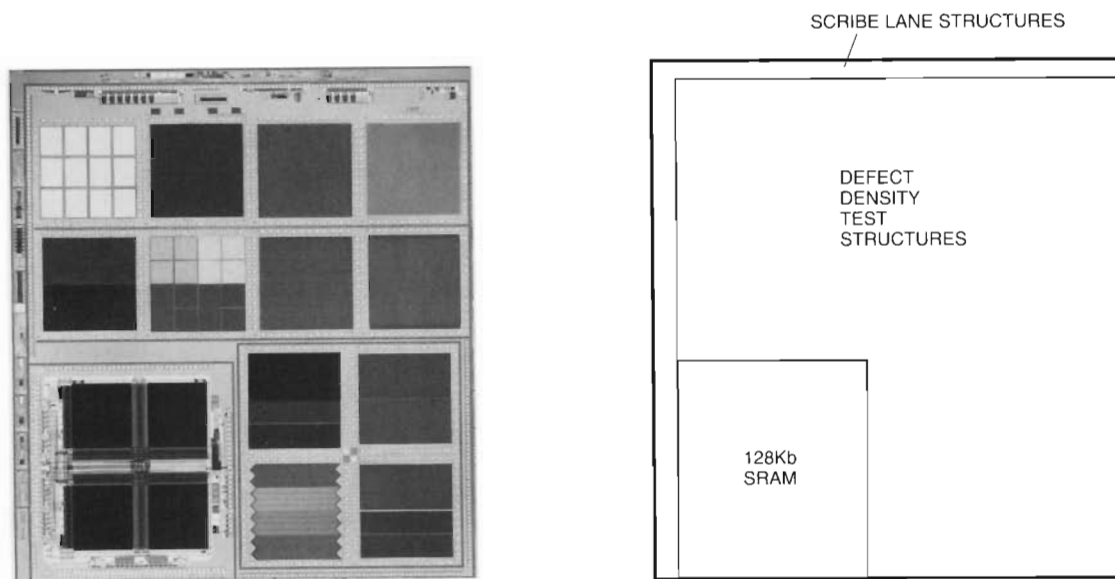 SCRIBE LANE STRUCTURES
DEFECT
DENSITY
TEST
STRUCTURES
128Kb
SRAM